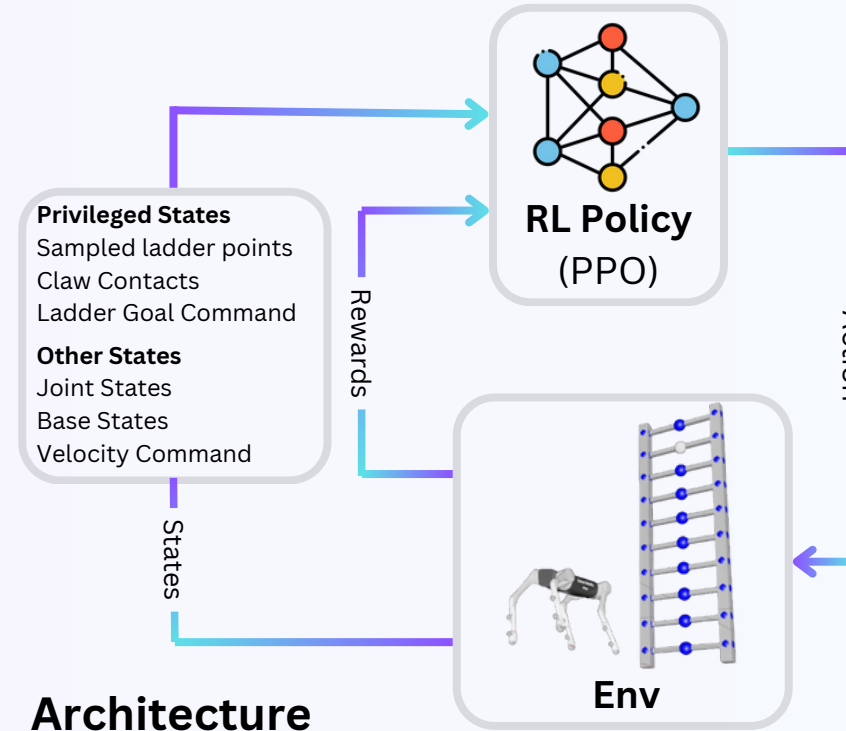 Privileged States
Sampled ladder points
Claw Contacts
Ladder Goal Command
Other States
Joint States
Base States
Velocity Command
States
Rewards
RL Policy
(PPO)
Env
Architecture